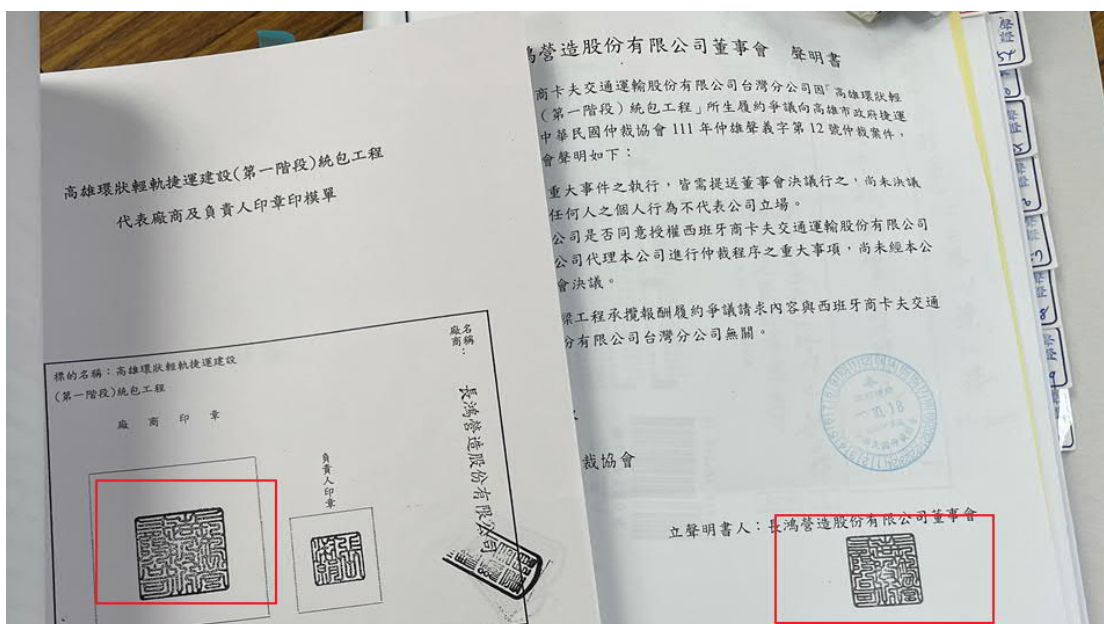 高雄環狀輕軌捷運建設(第一階段)統包工程
代表廠商及負責人印章印模單
標的名稱：高雄環狀輕軌捷運建設
(第一階段)統包工程
廠商印章
負責人印章
廠商名稱：
長鴻營造股份有限公司
鴻營造股份有限公司董事會 聲明書
商卡夫交通運輸股份有限公司台灣分公司因「高雄環狀輕
（第一階段）統包工程」所生履約爭議向高雄市政府捷運
中華民國仲裁協會 111 年仲雄聲義字第 12 號仲裁案件，
會聲明如下：
重大事件之執行，皆需提送董事會決議行之，尚未決議
任何人之個人行為不代表公司立場。
公司是否同意授權西班牙商卡夫交通運輸股份有限公司
公司代理本公司進行仲裁程序之重大事項，尚未經本公
會決議。
梁工程承攬報酬履約爭議請求內容與西班牙商卡夫交通
份有限公司台灣分公司無關。
裁協會
10.18
立聲明書人：長鴻營造股份有限公司董事會